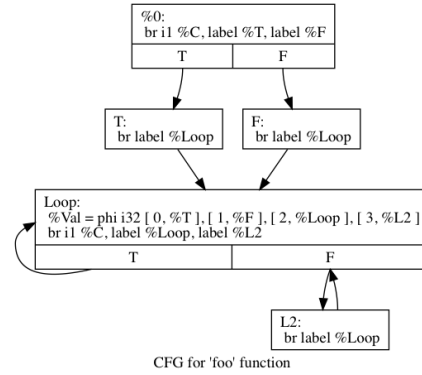 %0:
br i1 %C, label %T, label %F
T
F
T:
br label %Loop
F:
br label %Loop
Loop:
%Val = phi i32 [ 0, %T ], [ 1, %F ], [ 2, %Loop ], [ 3, %L2 ]
br i1 %C, label %Loop, label %L2
T
F
L2:
br label %Loop
CFG for 'foo' function